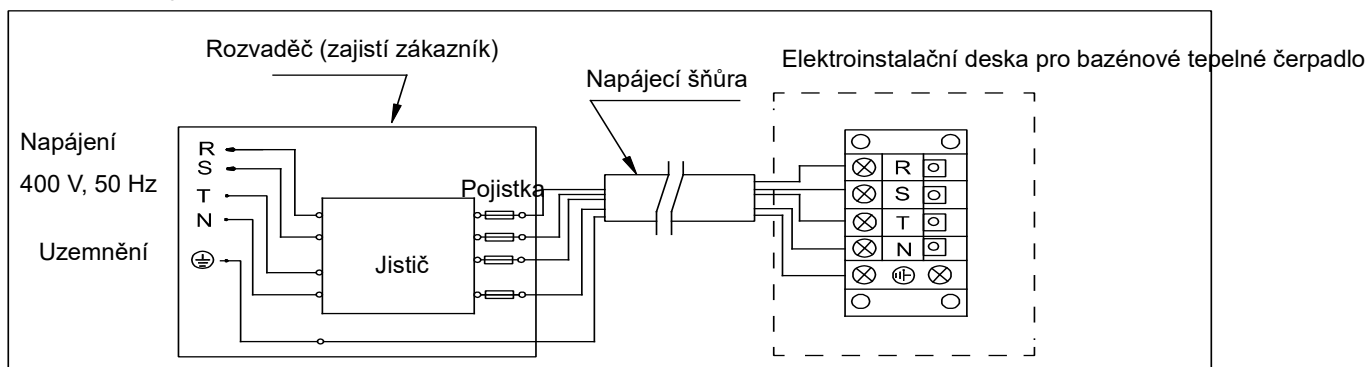 Rozvaděč (zajistí zákazník)
Napájecí šňůra
Elektroinstalační deska pro bazénové tepelné čerpadlo
Napájení
400 V, 50 Hz
Uzemnění
R
S
T
N
Pojistka
Jistič
R
S
T
N